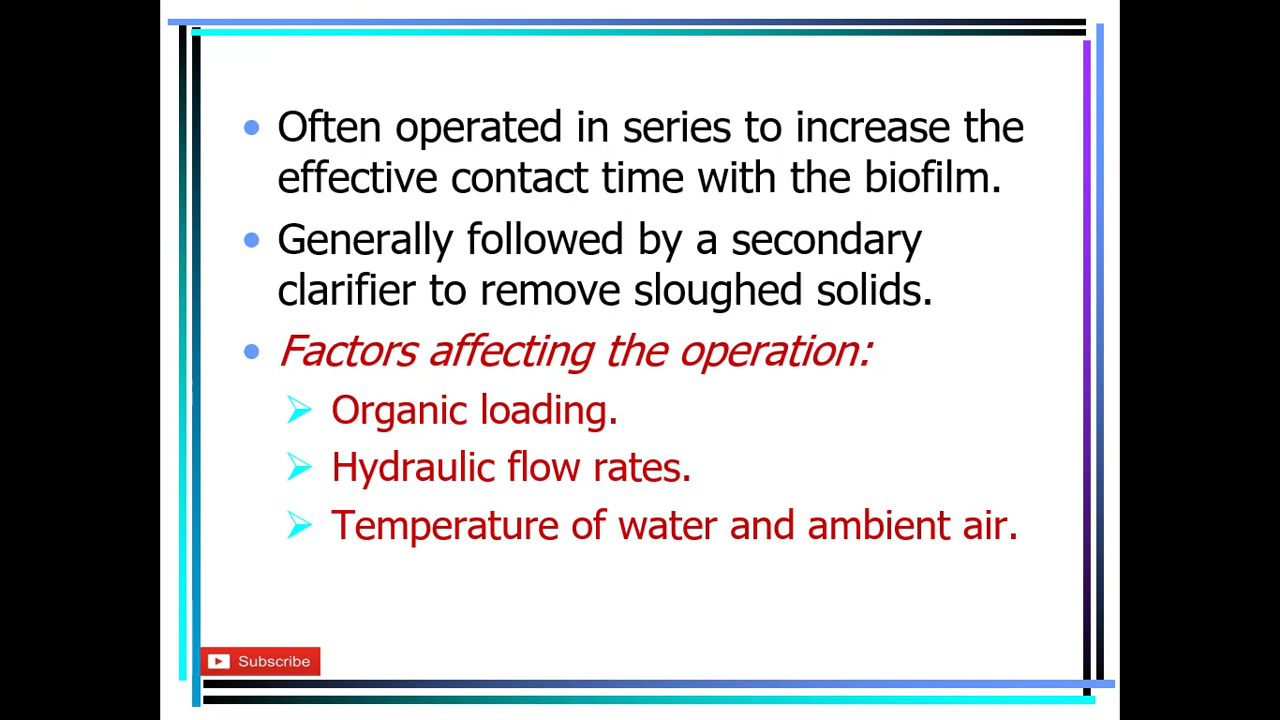 • Often operated in series to increase the
effective contact time with the biofilm.
• Generally followed by a secondary
clarifier to remove sloughed solids.
• Factors affecting the operation:
➢ Organic loading.
➢ Hydraulic flow rates.
➢ Temperature of water and ambient air.
Subscribe